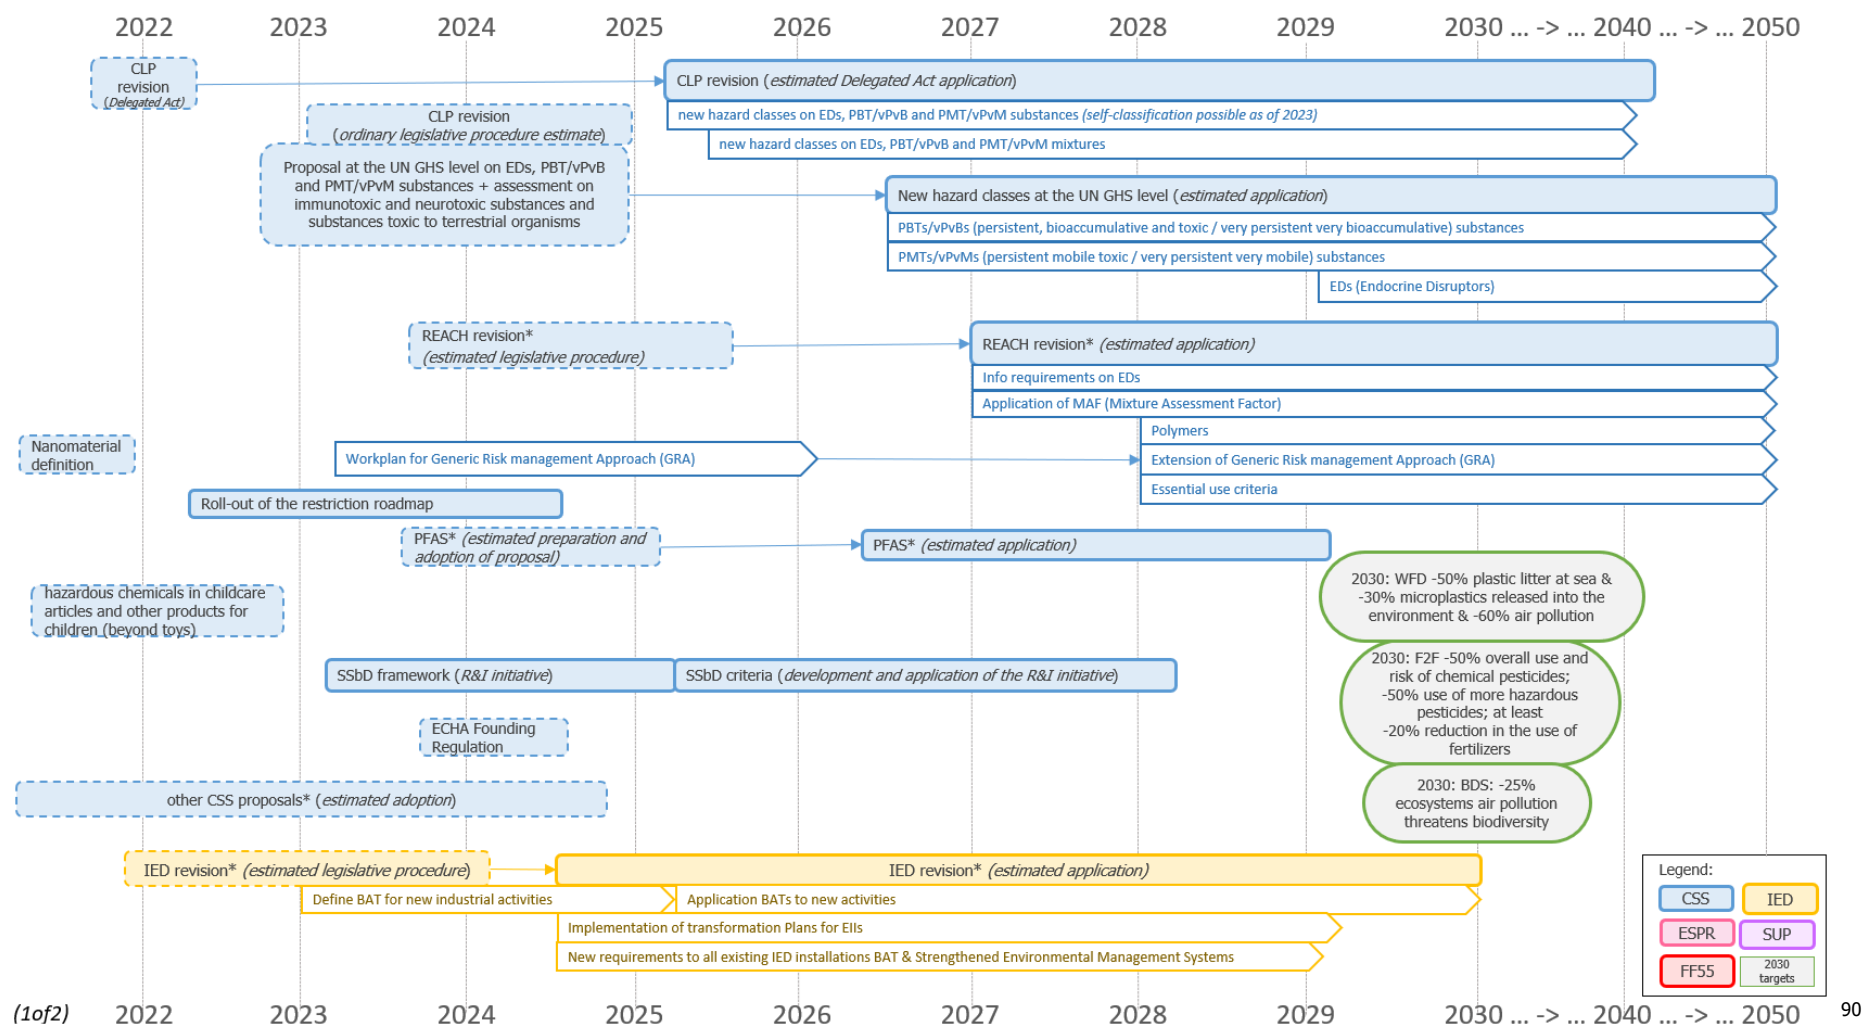 2022 2023 2024 2025 2026 2027 2028 2029 2030 ... -> ... 2040 ... -> ... 2050
CLP
revision
(Delegated Act)
CLP revision (estimated Delegated Act application)
new hazard classes on EDs, PBT/vPvB and PMT/vPvM substances (self-classification possible as of 2023)
CLP revision
(ordinary legislative procedure estimate)
new hazard classes on EDs, PBT/vPvB and PMT/vPvM mixtures
Proposal at the UN GHS level on EDs, PBT/vPvB
and PMT/vPvM substances + assessment on
immunotoxic and neurotoxic substances and
substances toxic to terrestrial organisms
New hazard classes at the UN GHS level (estimated application)
PBTs/vPvBs (persistent, bioaccumulative and toxic / very persistent very bioaccumulative) substances
PMTs/vPvMs (persistent mobile toxic / very persistent very mobile) substances
EDs (Endocrine Disruptors)
REACH revision*
(estimated legislative procedure)
REACH revision* (estimated application)
Info requirements on EDs
Application of MAF (Mixture Assessment Factor)
Polymers
Nanomaterial
definition
Workplan for Generic Risk management Approach (GRA)
Extension of Generic Risk management Approach (GRA)
Essential use criteria
Roll-out of the restriction roadmap
PFAS* (estimated preparation and
adoption of proposal)
PFAS* (estimated application)
hazardous chemicals in childcare
articles and other products for
children (beyond toys)
2030: WFD -50% plastic litter at sea &
-30% microplastics released into the
environment & -60% air pollution
SSbD framework (R&I initiative)
SSbD criteria (development and application of the R&I initiative)
2030: F2F -50% overall use and
risk of chemical pesticides;
-50% use of more hazardous
pesticides; at least
-20% reduction in the use of
fertilizers
ECHA Founding
Regulation
other CSS proposals* (estimated adoption)
2030: BDS: -25%
ecosystems air pollution
threatens biodiversity
IED revision* (estimated legislative procedure)
IED revision* (estimated application)
Define BAT for new industrial activities
Application BATs to new activities
Implementation of transformation Plans for EIIs
New requirements to all existing IED installations BAT & Strengthened Environmental Management Systems
Legend:
CSS IED
ESPR SUP
FF55 2030
targets
(1of2) 2022 2023 2024 2025 2026 2027 2028 2029 2030 ... -> ... 2040 ... -> ... 2050 90